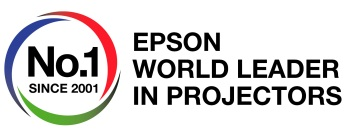 No.1
SINCE 2001
EPSON
WORLD LEADER
IN PROJECTORS